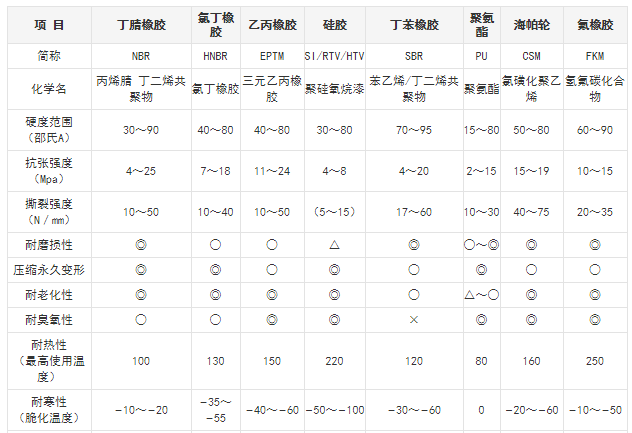 项 目 丁腈橡胶 氯丁橡胶 乙丙橡胶 硅胶 丁苯橡胶 聚氨酯 海帕轮 氟橡胶
简称 NBR HNBR EPTM SI/RTV/HTV SBR PU CSM FKM
化学名 丙烯腈 丁二烯共聚物 氯丁橡胶 三元乙丙橡胶 聚硅氧烷漆 苯乙烯/丁二烯共聚物 聚氨酯 氯磺化聚乙烯 氢氟碳化合物
硬度范围（邵氏A） 30～90 40～80 40～80 30～80 70～95 15～80 50～80 60～90
抗张强度（Mpa） 4～25 7～18 11～24 4～8 4～20 2～15 15～19 10～15
撕裂强度（N／mm） 10～50 10～40 10～50 （5～15） 17～60 10～30 40～75 20～35
耐磨损性 ◎ ○ ○ △ ◎ ○～◎ ◎ ◎
压缩永久变形 ◎ ◎ ○ ◎ ○ ◎ ○ ○
耐老化性 ◎ ◎ ◎ ◎ ○ △～○ ◎ ◎
耐臭氧性 ○ ○ ◎ ◎ × ◎ ◎ ◎
耐热性（最高使用温度） 100 130 150 220 120 80 160 250
耐寒性（脆化温度） -10～-20 -35～-55 -40～-60 -50～-100 -30～-60 0 -20～-60 -10～-50